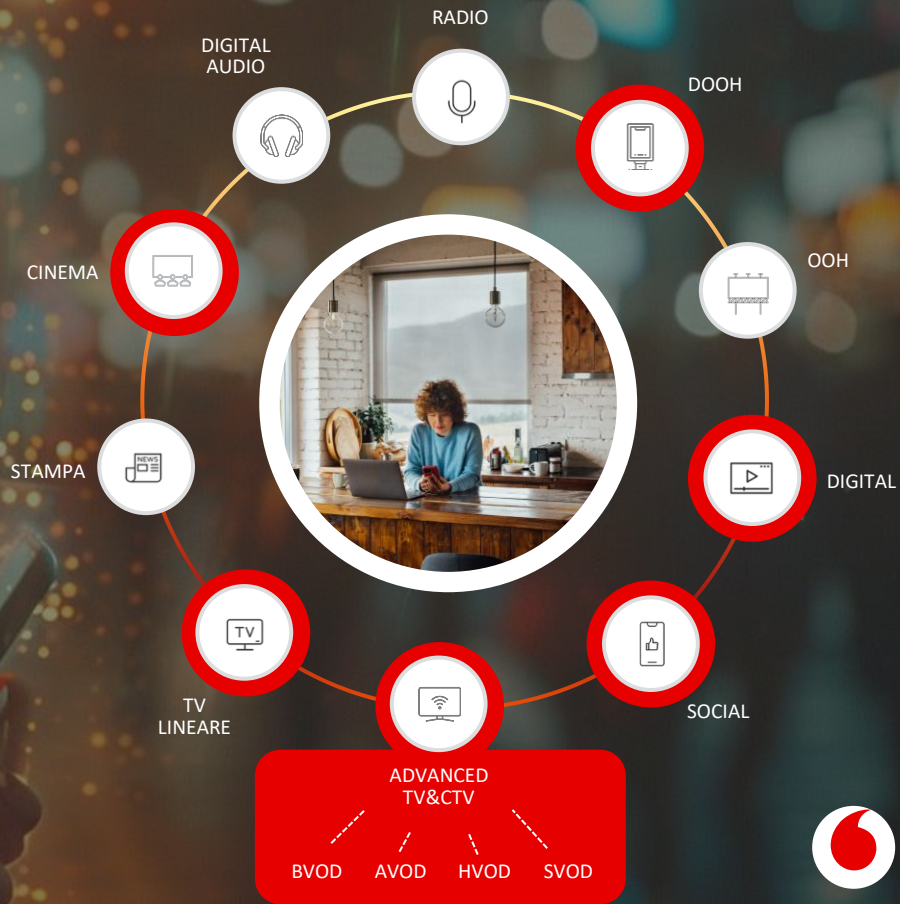 RADIO
DIGITAL
AUDIO
DOOH
CINEMA
OOH
STAMPA
NEWS
DIGITAL
TV
TV
LINEARE
SOCIAL
ADVANCED
TV&CTV
BVOD AVOD HVOD SVOD